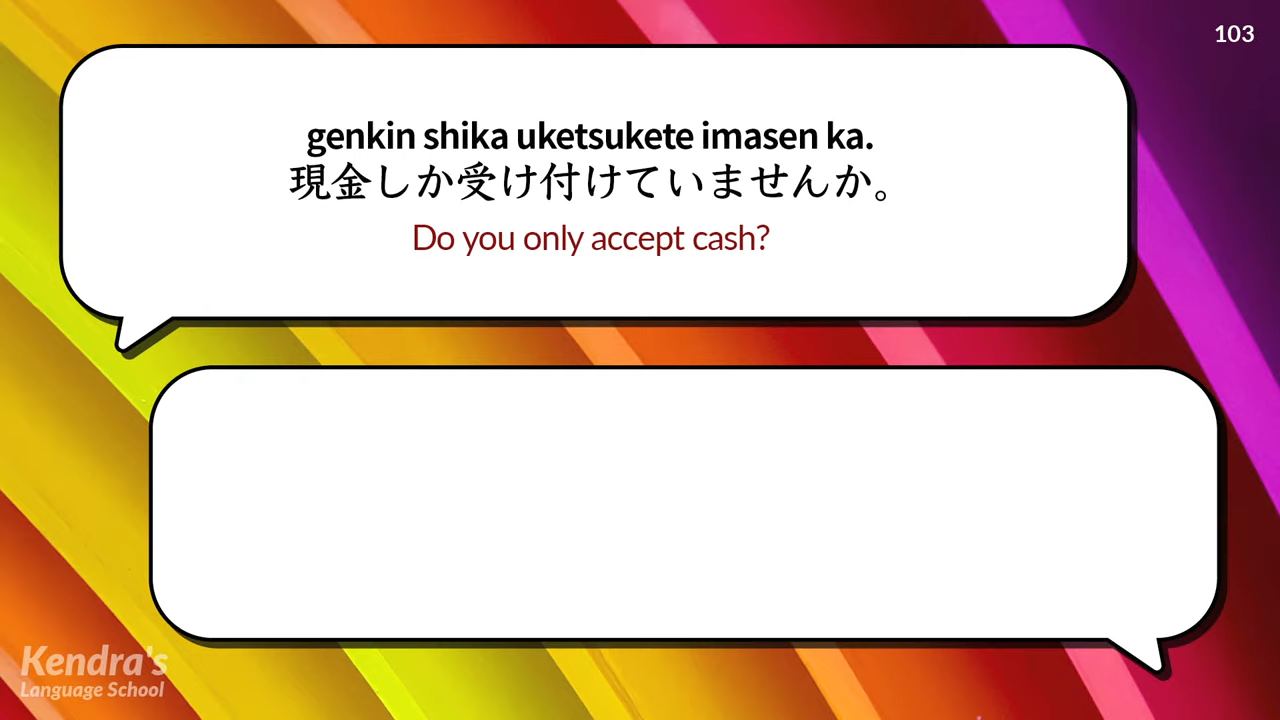 103
genkin shika uketsukete imasen ka.
現金しか受け付けていませんか。
Do you only accept cash?
Kendra's
Language School